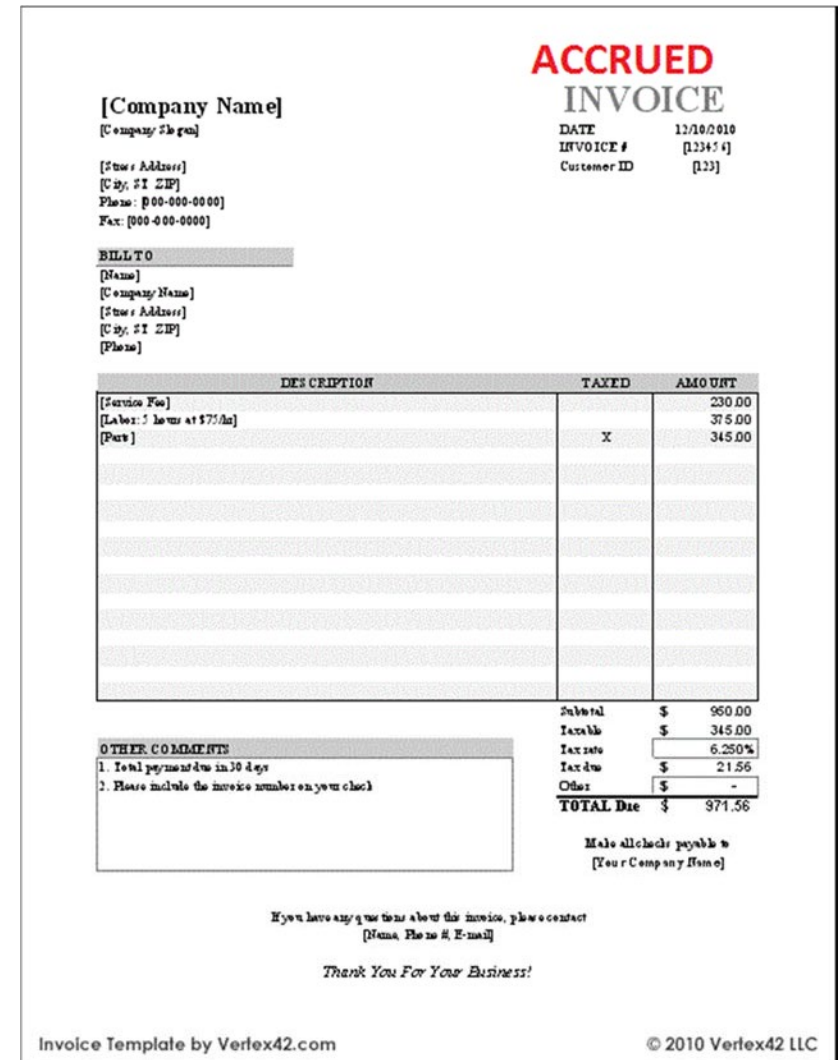 ACCRUED
INVOICE
[Company Name]
[Company Slogan]
DATE 12/10/2010
INVOICE # [123456]
Customer ID [123]
[Street Address]
[City, ST ZIP]
Phone: [000-000-0000]
Fax: [000-000-0000]
BILL TO
[Name]
[Company Name]
[Street Address]
[City, ST ZIP]
[Phone]
DESCRIPTION TAXED AMOUNT
[Service Fee] 230.00
[Labor: 5 hours at $75/hr] 375.00
[Parts] X 345.00
Subtotal $ 950.00
Taxable $ 345.00
Tax rate 6.250%
Tax due $ 21.56
Other $ -
TOTAL Due $ 971.56
OTHER COMMENTS
1. Total payment due in 30 days
2. Please include the invoice number on your check
Make all checks payable to
[Your Company Name]
If you have any questions about this invoice, please contact
[Name, Phone #, E-mail]
Thank You For Your Business!
Invoice Template by Vertex42.com © 2010 Vertex42 LLC